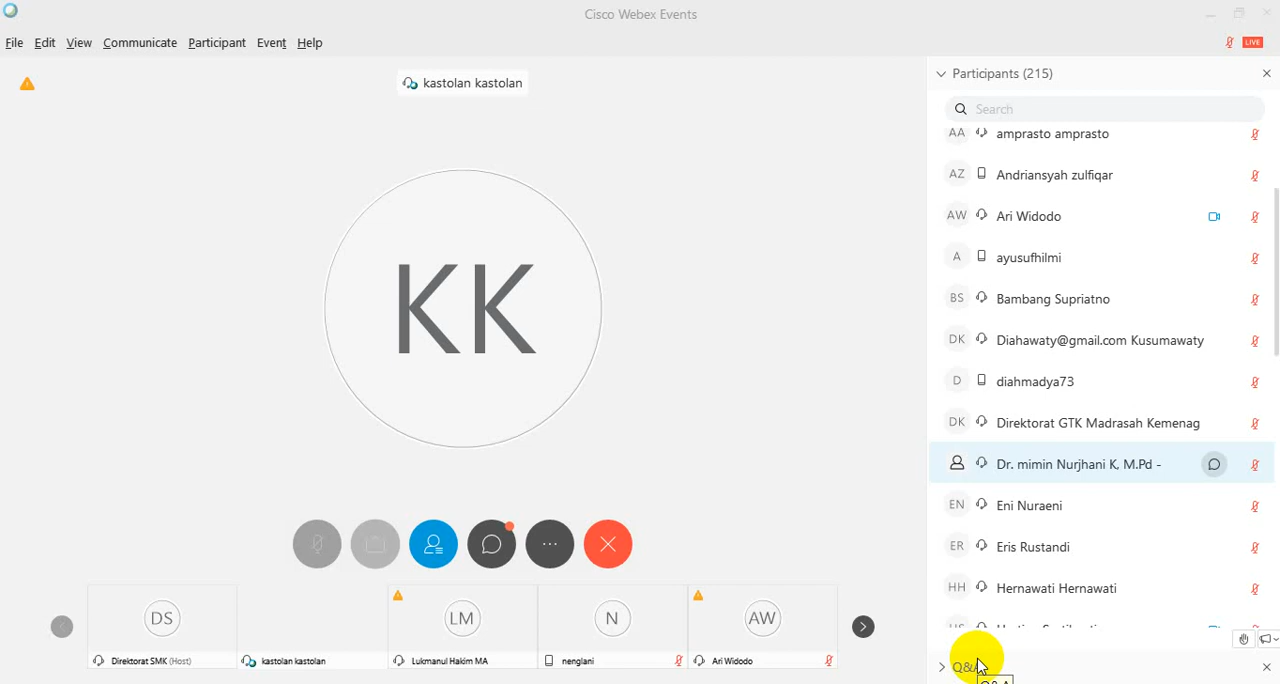 Cisco Webex Events
File Edit View Communicate Participant Event Help
LIVE
kastolan kastolan
KK
Participants (215)
Search
AA amprasto amprasto
AZ Andriansyah zulfiqar
AW Ari Widodo
A ayusufhilmi
BS Bambang Supriatno
DK Diahawaty@gmail.com Kusumawaty
D diahmadya73
DK Direktorat GTK Madrasah Kemenag
Dr. mimin Nurjhani K, M.Pd -
EN Eni Nuraeni
ER Eris Rustandi
HH Hernawati Hernawati
DS
Direktorat SMK (Host)
kastolan kastolan
LM
Lukmanul Hakim MA
N
nenglani
AW
Ari Widodo
Q&A